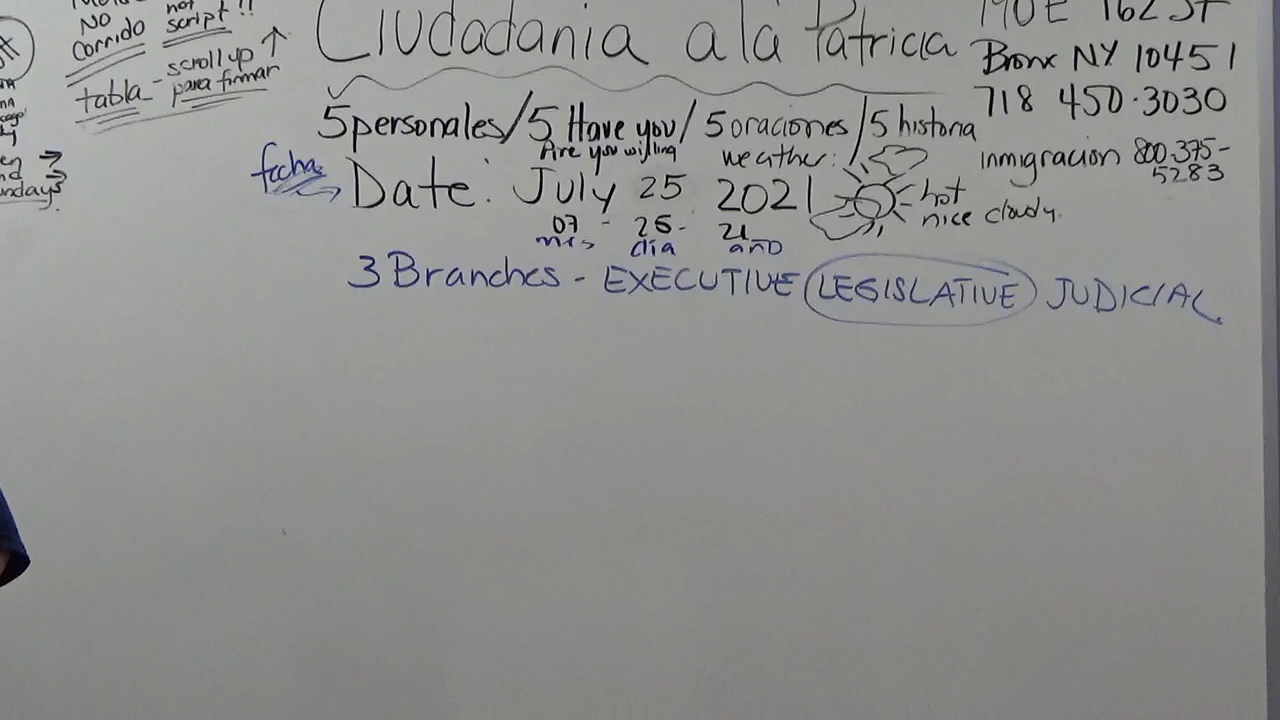 No not
Corrido script!!
tabla - scroll up
para firmar
Ciudadania a la Patricia
190 E 162 ST
Bronx NY 10451
718 450-3030
5 personales/5 Have you/5 oraciones/5 historia
Are you willing
weather:
inmigracion 800.375-
5283
fecha
Date: July 25 2021
hot
nice cloudy.
07 - 25 - 21
mes dia año
3 Branches - EXECUTIVE LEGISLATIVE JUDICIAL